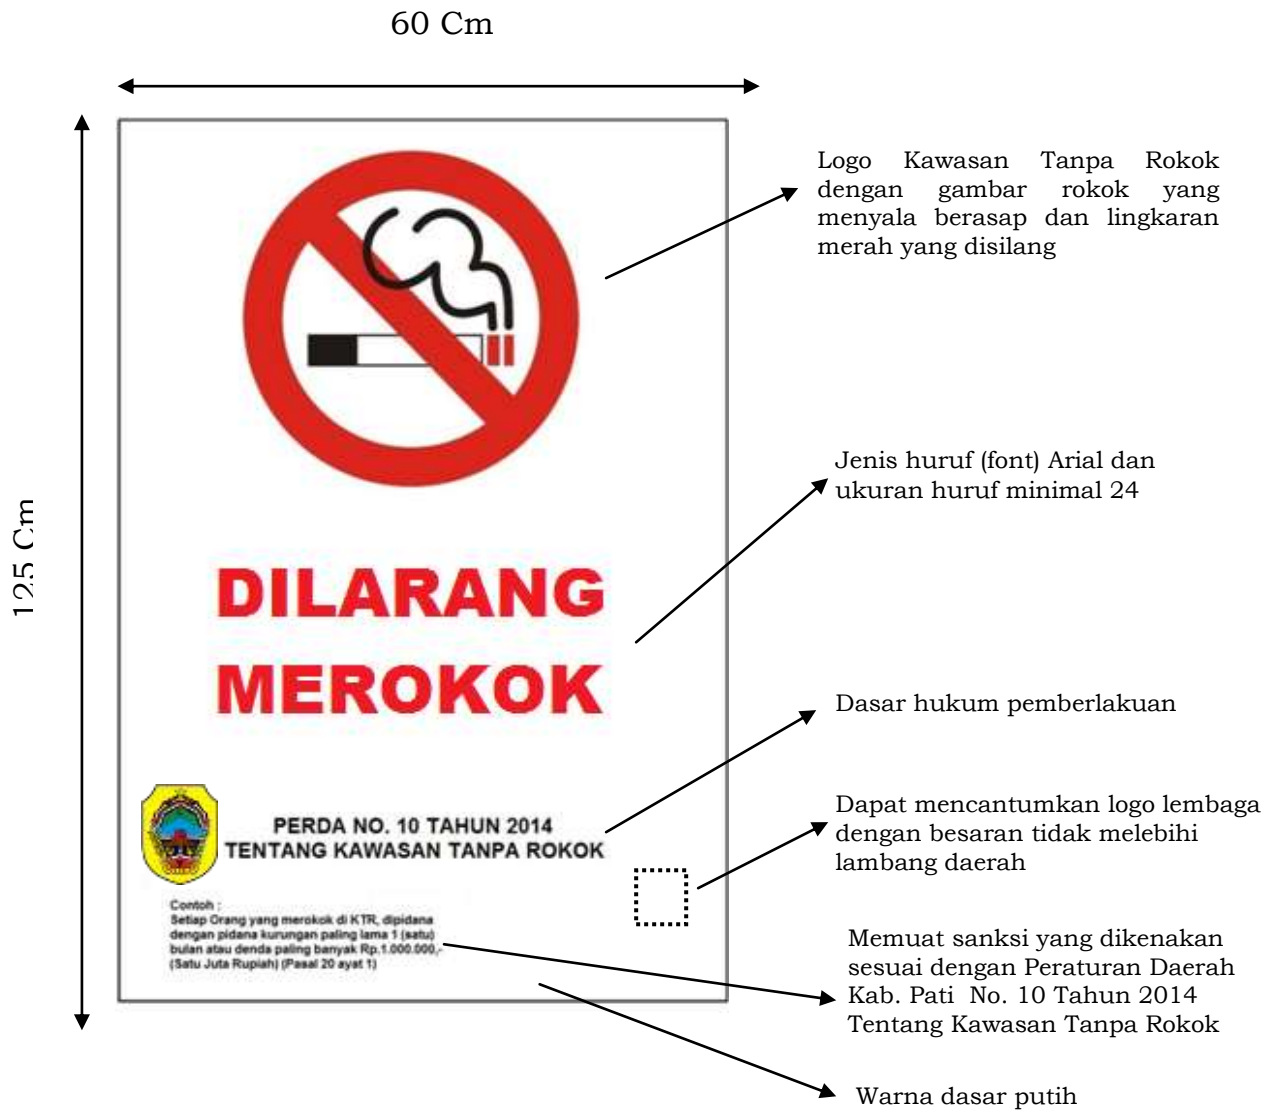 60 Cm
125 Cm
Logo Kawasan Tanpa Rokok
dengan gambar rokok yang
menyala berasap dan lingkaran
merah yang disilang
Jenis huruf (font) Arial dan
ukuran huruf minimal 24
DILARANG
MEROKOK
Dasar hukum pemberlakuan
PERDA NO. 10 TAHUN 2014
TENTANG KAWASAN TANPA ROKOK
Dapat mencantumkan logo lembaga
dengan besaran tidak melebihi
lambang daerah
Contoh :
Setiap Orang yang merokok di KTR, dipidana
dengan pidana kurungan paling lama 1 (satu)
bulan atau denda paling banyak Rp.1.000.000,-
(Satu Juta Rupiah) (Pasal 20 ayat 1)
Memuat sanksi yang dikenakan
sesuai dengan Peraturan Daerah
Kab. Pati No. 10 Tahun 2014
Tentang Kawasan Tanpa Rokok
Warna dasar putih